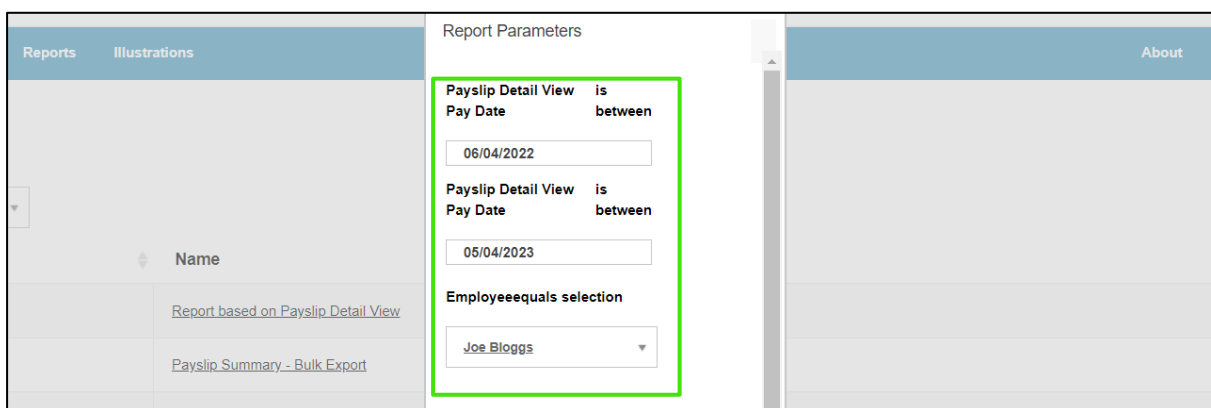 Reports Illustrations About
Report Parameters
Payslip Detail View is
Pay Date between
06/04/2022
Payslip Detail View is
Pay Date between
05/04/2023
Employeeequals selection
Joe Bloggs
Name
Report based on Payslip Detail View
Payslip Summary - Bulk Export